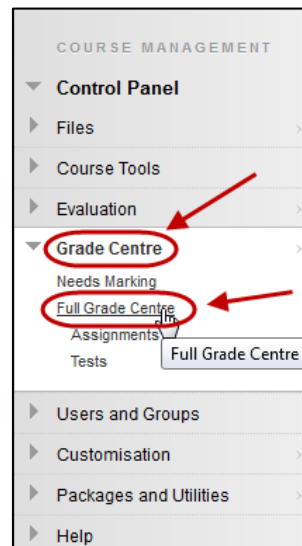 COURSE MANAGEMENT
Control Panel
Files
Course Tools
Evaluation
Grade Centre
Needs Marking
Full Grade Centre
Assignments
Full Grade Centre
Tests
Users and Groups
Customisation
Packages and Utilities
Help